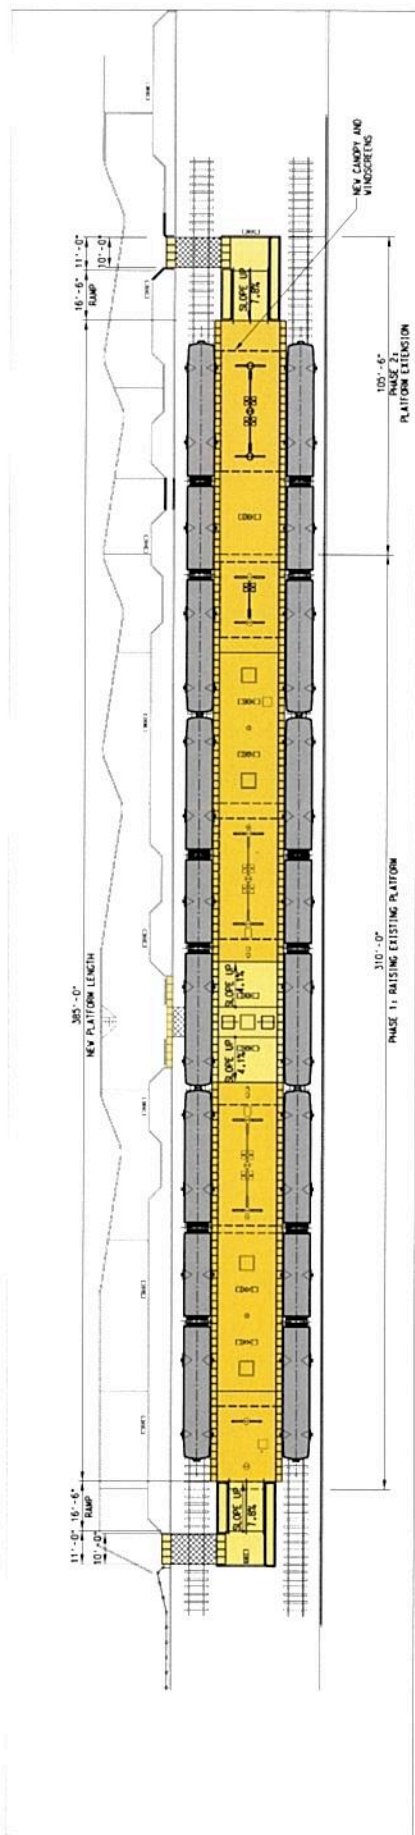 NEW CANOPY AND
WINDSCREENS
11'-0"
10'-0"
16'-6"
RAMP
SLOPE UP
7.8%
105'-6"
PHASE 2:
PLATFORM EXTENSION
385'-0"
NEW PLATFORM LENGTH
SLOPE UP
4.1%
SLOPE UP
4.1%
310'-0"
PHASE 1: RAISING EXISTING PLATFORM
16'-6"
RAMP
11'-0"
10'-0"
SLOPE UP
7.8%